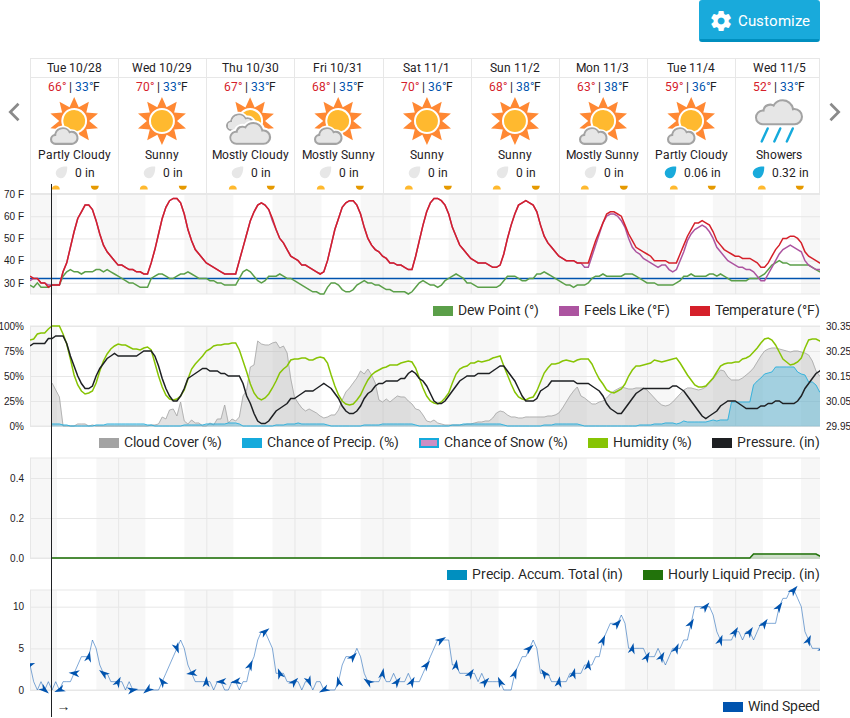 Customize
Tue 10/28 Wed 10/29 Thu 10/30 Fri 10/31 Sat 11/1 Sun 11/2 Mon 11/3 Tue 11/4 Wed 11/5
66° | 33°F 70° | 33°F 67° | 33°F 68° | 35°F 70° | 36°F 68° | 38°F 63° | 38°F 59° | 36°F 52° | 33°F
Partly Cloudy Sunny Mostly Cloudy Mostly Sunny Sunny Sunny Mostly Sunny Partly Cloudy Showers
0 in 0 in 0 in 0 in 0 in 0 in 0 in 0.06 in 0.32 in
70 F
60 F
50 F
40 F
30 F
Dew Point (°) Feels Like (°F) Temperature (°F)
100% 30.35
75% 30.25
50% 30.15
25% 30.05
0% 29.95
Cloud Cover (%) Chance of Precip. (%) Chance of Snow (%) Humidity (%) Pressure. (in)
0.4
0.2
0.0
Precip. Accum. Total (in) Hourly Liquid Precip. (in)
10
5
0
→ Wind Speed